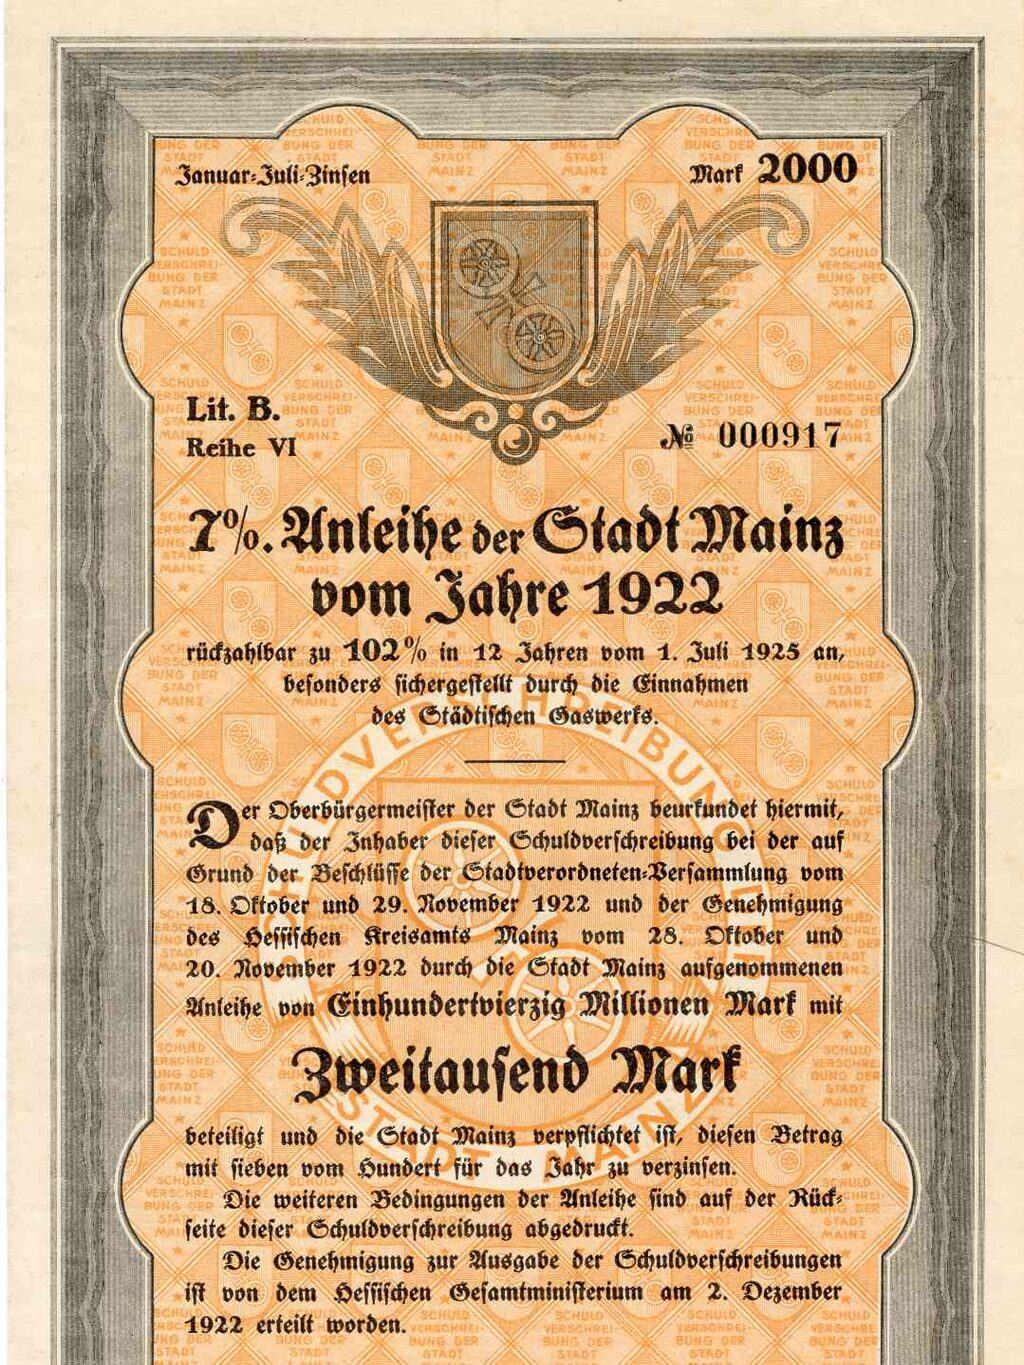 Januar-Juli-Zinsen
Mark 2000
Lit. B.
Reihe VI
№ 000917
7%. Anleihe der Stadt Mainz
vom Jahre 1922
rückzahlbar zu 102% in 12 Jahren vom 1. Juli 1925 an,
besonders sichergestellt durch die Einnahmen
des Städtischen Gaswerks.
Der Oberbürgermeister der Stadt Mainz beurkundet hiermit,
daß der Inhaber dieser Schuldverschreibung bei der auf
Grund der Beschlüsse der Stadtverordneten-Versammlung vom
18. Oktober und 29. November 1922 und der Genehmigung
des Hessischen Kreisamts Mainz vom 28. Oktober und
20. November 1922 durch die Stadt Mainz aufgenommenen
Anleihe von Einhundertvierzig Millionen Mark mit
Zweitausend Mark
beteiligt und die Stadt Mainz verpflichtet ist, diesen Betrag
mit sieben vom Hundert für das Jahr zu verzinsen.
Die weiteren Bedingungen der Anleihe sind auf der Rück-
seite dieser Schuldverschreibung abgedruckt.
Die Genehmigung zur Ausgabe der Schuldverschreibungen
ist von dem Hessischen Gesamtministerium am 2. Dezember
1922 erteilt worden.